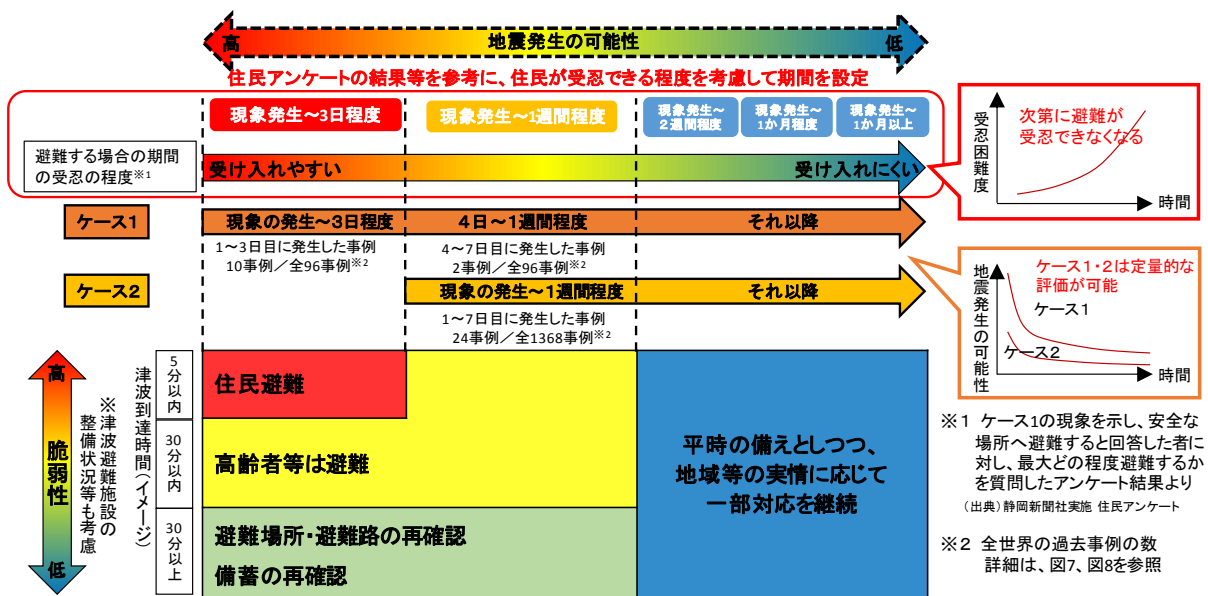 高
地震発生の可能性
低
住民アンケートの結果等を参考に、住民が受忍できる程度を考慮して期間を設定
現象発生～3日程度
現象発生～1週間程度
現象発生～
2週間程度
現象発生～
1か月程度
現象発生～
1か月以上
避難する場合の期間
の受忍の程度※1
受け入れやすい
受け入れにくい
受忍困難度
次第に避難が
受忍できなくなる
時間
ケース1
現象の発生～3日程度
4日～1週間程度
それ以降
1～3日目に発生した事例
10事例／全96事例※2
4～7日目に発生した事例
2事例／全96事例※2
ケース2
現象の発生～1週間程度
それ以降
1～7日目に発生した事例
24事例／全1368事例※2
地震発生の可能性
ケース1・2は定量的な
評価が可能
ケース1
ケース2
時間
高
脆弱性
低
※津波避難施設の
整備状況等も考慮
津波到達時間（イメージ）
5分以内
30分以内
30分以上
住民避難
高齢者等は避難
避難場所・避難路の再確認
備蓄の再確認
平時の備えとしつつ、
地域等の実情に応じて
一部対応を継続
※1 ケース1の現象を示し、安全な
場所へ避難すると回答した者に
対し、最大どの程度避難するか
を質問したアンケート結果より
（出典）静岡新聞社実施 住民アンケート
※2 全世界の過去事例の数
詳細は、図7、図8を参照